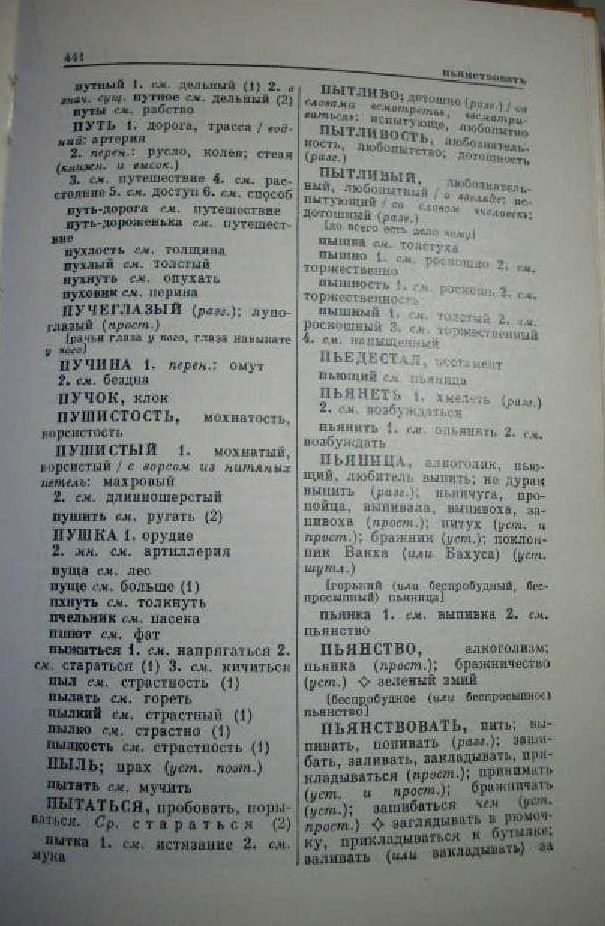 441
ПЬЯНСТВОВАТЬ
путный 1. см. дельный (1) 2. в
знач. сущ. путное см. дельный (2)
путы см. рабство
ПУТЬ 1. дорога, трасса / вод-
ный: артерия
2. перен.: русло, колея; стезя
(книжн. и высок.)
3. см. путешествие 4. см. рас-
стояние 5. см. доступ 6. см. способ
путь-дорога см. путешествие
путь-дороженька см. путешест-
вие
пухлость см. толщина
пухлый см. толстый
пухнуть см. опухать
пуховик см. перина
ПУЧЕГЛАЗЫЙ (разг.); лупо-
глазый (прост.)
[рачьи глаза у кого, глаза навыкате
у кого]
ПУЧИНА 1. перен.: омут
2. см. бездна
ПУЧОК, клок
ПУШИСТОСТЬ, мохнатость,
ворсистость
ПУШИСТЫЙ 1. мохнатый,
ворсистый / с ворсом из нитяных
петель: махровый
2. см. длинношерстый
пушить см. ругать (2)
ПУШКА 1. орудие
2. мн. см. артиллерия
пуща см. лес
пуще см. больше (1)
пхнуть см. толкнуть
пчельник см. пасека
пшют см. фат
пыжиться 1. см. напрягаться 2.
см. стараться (1) 3. см. кичиться
пыл см. страстность (1)
пылать см. гореть
пылкий см. страстный (1)
пылко см. страстно (1)
пылкость см. страстность (1)
ПЫЛЬ; прах (уст. поэт.)
пытать см. мучить
ПЫТАТЬСЯ, пробовать, поры-
ваться. Ср. стараться (2)
пытка 1. см. истязание 2. см.
мука
ПЫТЛИВО; дотошно (разг.) / со
словами всмотреться, всматри-
ваться: испытующе, любопытно
ПЫТЛИВОСТЬ, любознатель-
ность, любопытство; дотошность
(разг.)
ПЫТЛИВЫЙ, любознатель-
ный, любопытный / о взгляде: ис-
пытующий / со словом человек:
дотошный (разг.)
[до всего есть дело кому]
пышка см. толстуха
пышно 1. см. роскошно 2. см.
торжественно
пышность 1. см. роскошь 2. см.
торжественность
пышный 1. см. толстый 2. см.
роскошный 3. см. торжественный
4. см. напыщенный
ПЬЕДЕСТАЛ, постамент
пьющий см. пьяница
ПЬЯНЕТЬ 1. хмелеть (разг.)
2. см. возбуждаться
пьянить 1. см. опьянять 2. см.
возбуждать
ПЬЯНИЦА, алкоголик, пью-
щий, любитель выпить; не дурак
выпить (разг.); пьянчуга, про-
пойца, выпивала, выпивоха, за-
пивоха (прост.); питух (уст. и
прост.); бражник (уст.); поклон-
ник Вакха (или Бахуса) (уст.
шутл.)
[горький (или беспробудный, бес-
просыпный) пьяница]
пьянка 1. см. выпивка 2. см.
пьянство
ПЬЯНСТВО, алкоголизм;
пьянка (прост.); бражничество
(уст.) ◇ зеленый змий
[беспробудное (или беспросыпное)
пьянство]
ПЬЯНСТВОВАТЬ, пить; вы-
пивать, попивать (разг.); заши-
бать, заливать, закладывать, при-
кладываться (прост.); принимать
(уст. и прост.); бражничать
(уст.); зашибаться чем (уст.
прост.) ◇ заглядывать в рюмоч-
ку, прикладываться к бутылке;
заливать (или закладывать) за